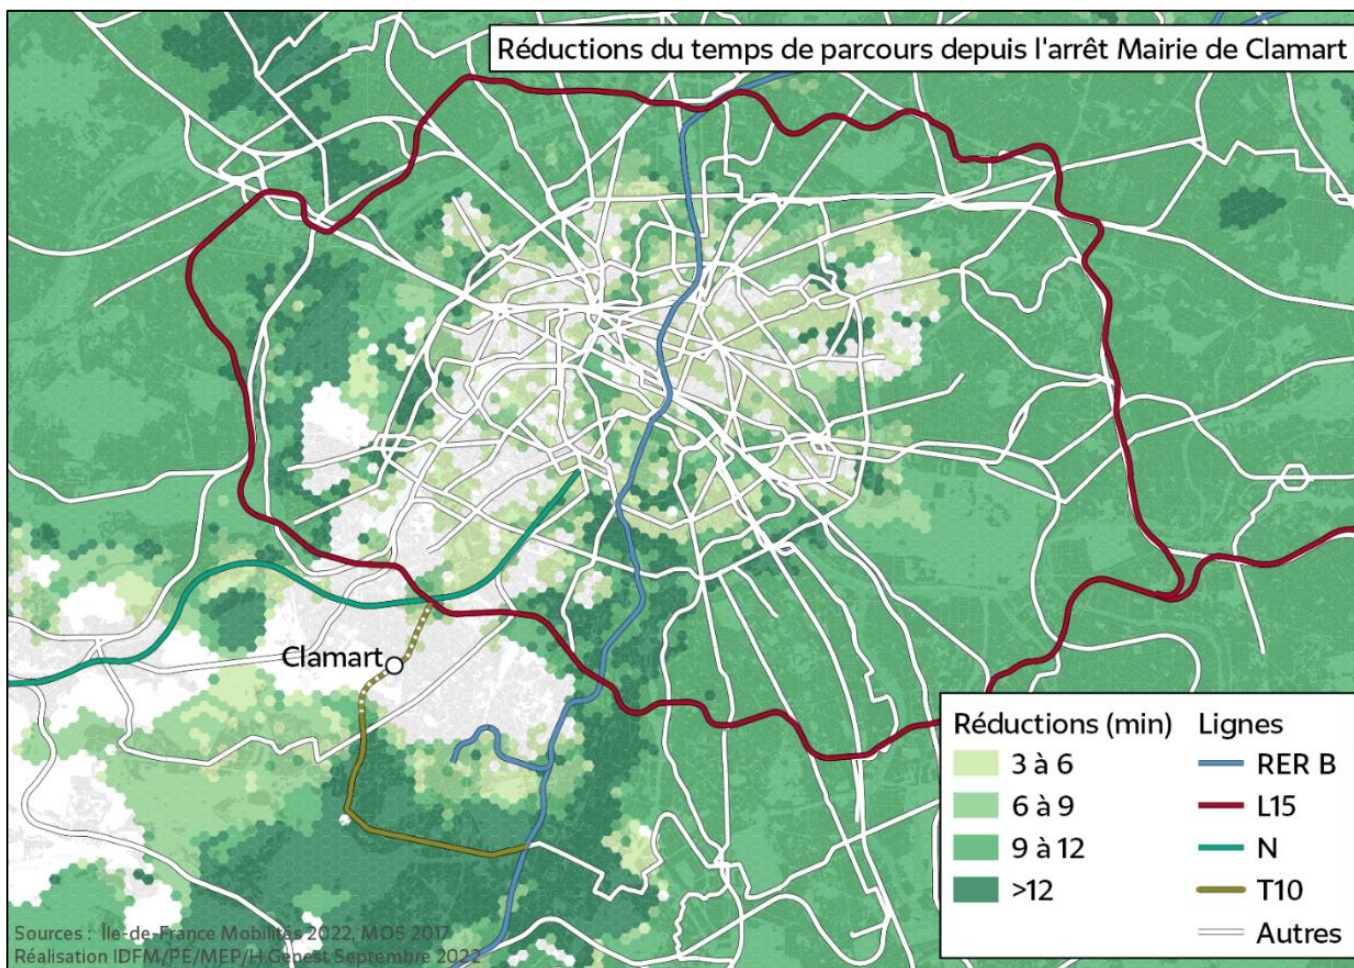 Réductions du temps de parcours depuis l'arrêt Mairie de Clamart
Clamart
Réductions (min)
3 à 6
6 à 9
9 à 12
>12
Lignes
RER B
L15
N
T10
Autres
Sources : Île-de-France Mobilités 2022, MOS 2017
Réalisation IDFM/PE/MEP/H.Genest Septembre 2022